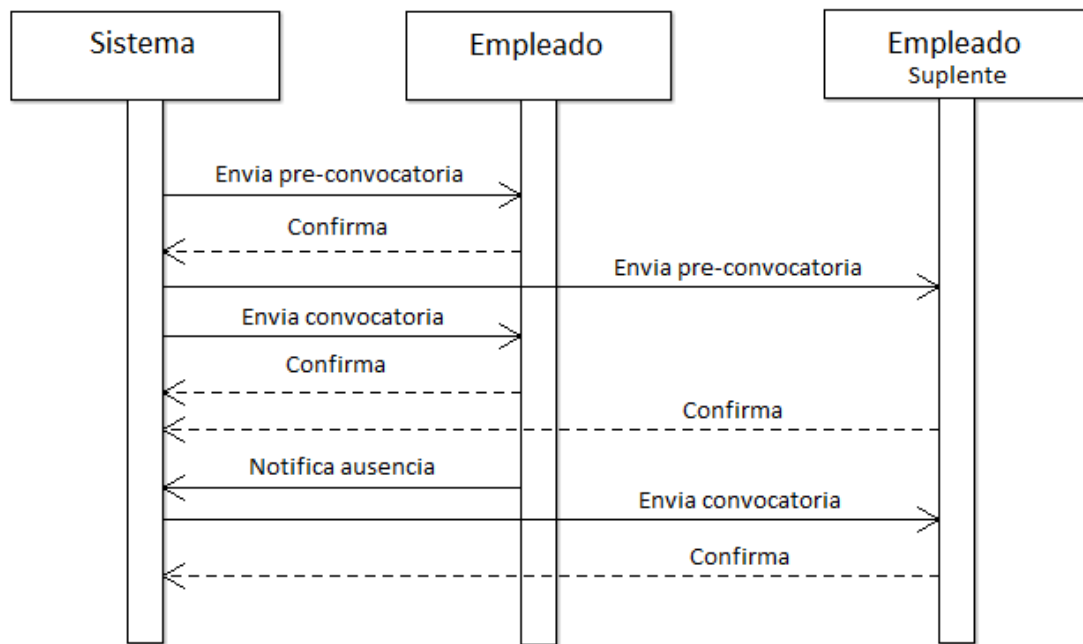 Sistema
Empleado
Empleado
Suplente
Envia pre-convocatoria
Confirma
Envia pre-convocatoria
Envia convocatoria
Confirma
Confirma
Notifica ausencia
Envia convocatoria
Confirma